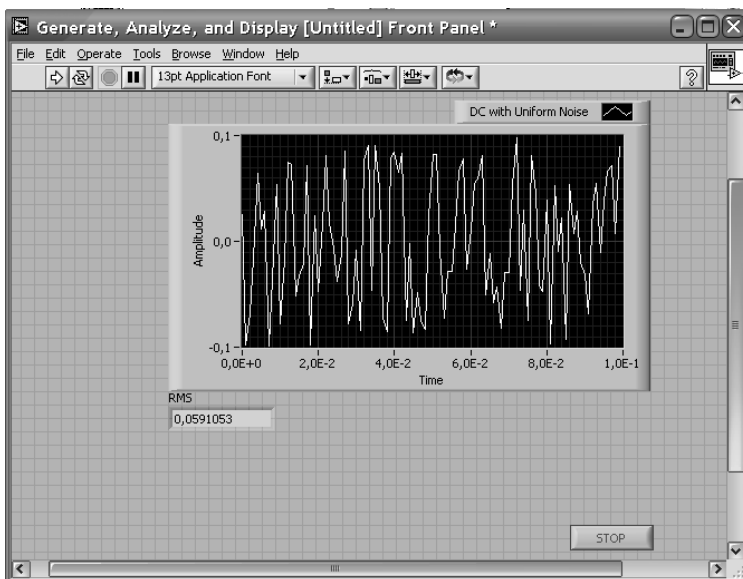 Generate, Analyze, and Display [Untitled] Front Panel *
File Edit Operate Tools Browse Window Help
13pt Application Font
?
DC with Uniform Noise
0,1
0,0
-0,1
Amplitude
0,0E+0 2,0E-2 4,0E-2 6,0E-2 8,0E-2 1,0E-1
Time
RMS
0,0591053
STOP